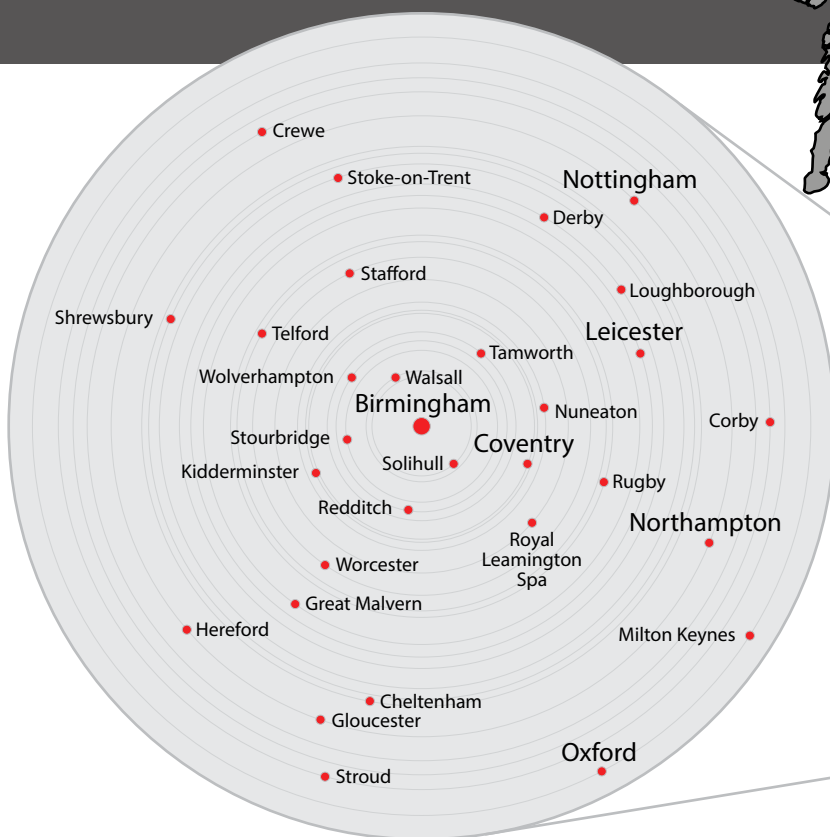 Crewe
Stoke-on-Trent
Nottingham
Derby
Stafford
Loughborough
Shrewsbury
Telford
Leicester
Tamworth
Wolverhampton
Walsall
Birmingham
Nuneaton
Corby
Stourbridge
Coventry
Solihull
Kidderminster
Rugby
Redditch
Northampton
Royal
Leamington
Spa
Worcester
Great Malvern
Hereford
Milton Keynes
Cheltenham
Gloucester
Oxford
Stroud